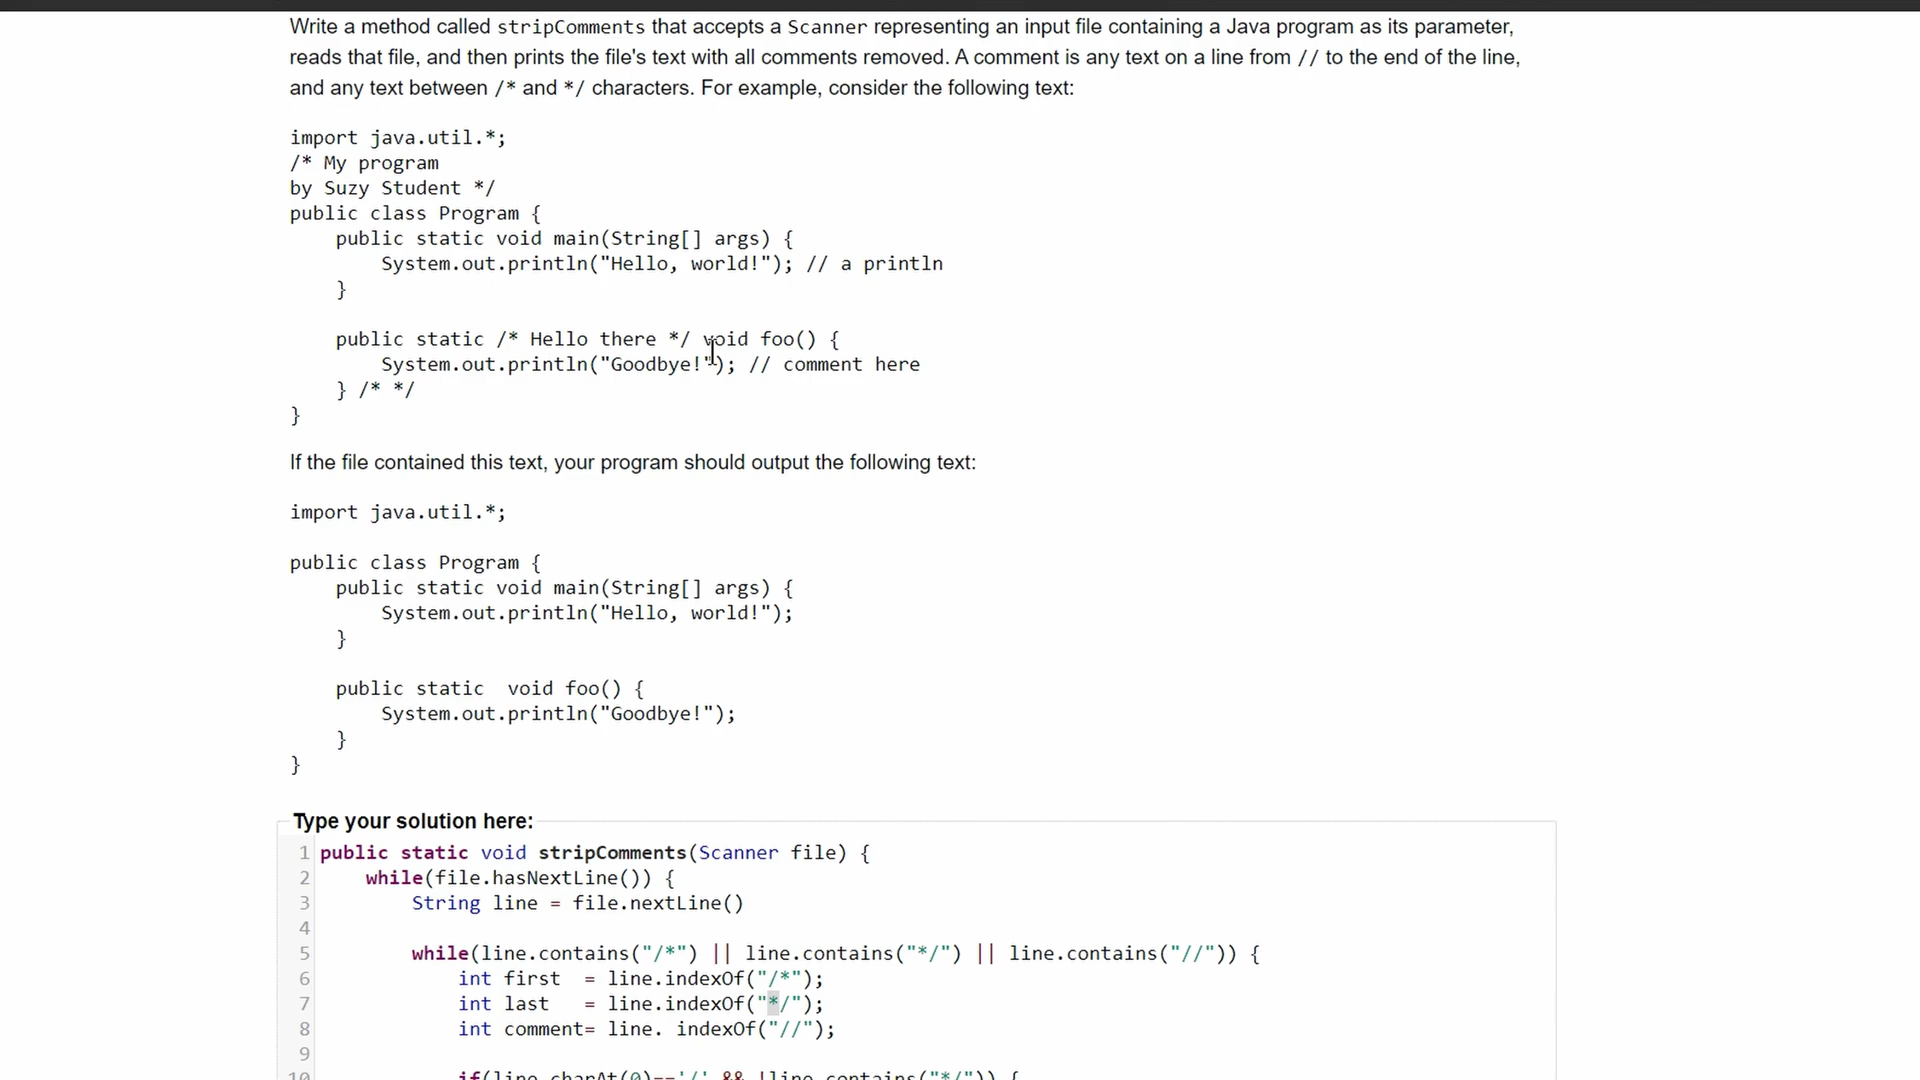 Write a method called stripComments that accepts a Scanner representing an input file containing a Java program as its parameter,
reads that file, and then prints the file's text with all comments removed. A comment is any text on a line from // to the end of the line,
and any text between /* and */ characters. For example, consider the following text:
import java.util.*;
/* My program
by Suzy Student */
public class Program {
    public static void main(String[] args) {
        System.out.println("Hello, world!"); // a println
    }
    public static /* Hello there */ void foo() {
        System.out.println("Goodbye!"); // comment here
    } /* */
}
If the file contained this text, your program should output the following text:
import java.util.*;
public class Program {
    public static void main(String[] args) {
        System.out.println("Hello, world!");
    }
    public static  void foo() {
        System.out.println("Goodbye!");
    }
}
Type your solution here:
1 public static void stripComments(Scanner file) {
2     while(file.hasNextLine()) {
3         String line = file.nextLine()
4
5         while(line.contains("/*") || line.contains("*/") || line.contains("//")) {
6             int first  = line.indexOf("/*");
7             int last   = line.indexOf("*/");
8             int comment= line. indexOf("//");
9
10             if(line.charAt(0)=='/' && !line.contains("*/")) {